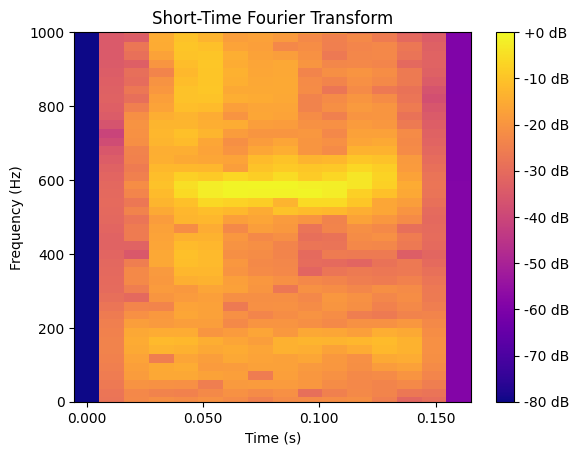 Short-Time Fourier Transform
Frequency (Hz)
1000
800
600
400
200
0
0.000
0.050
0.100
0.150
Time (s)
+0 dB
-10 dB
-20 dB
-30 dB
-40 dB
-50 dB
-60 dB
-70 dB
-80 dB